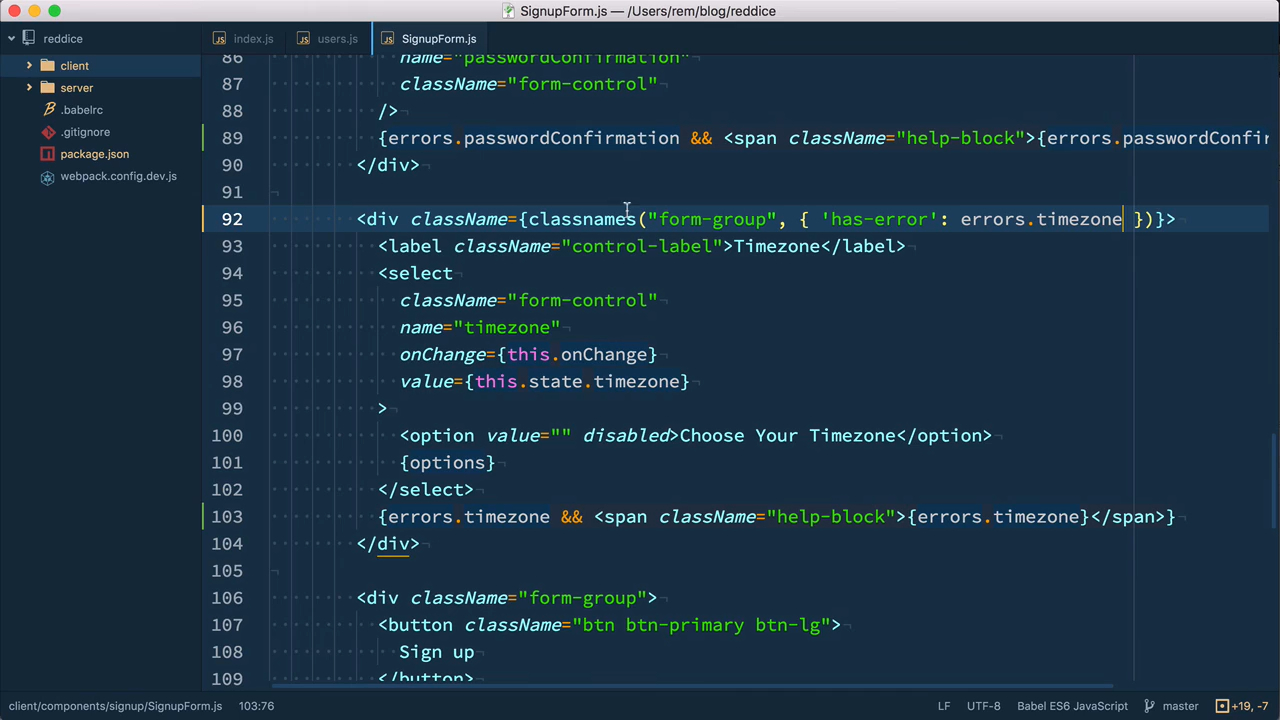 SignupForm.js — /Users/rem/blog/reddice
reddice
client
server
.babelrc
.gitignore
package.json
webpack.config.dev.js
index.js
users.js
SignupForm.js
86 name="passwordConfirmation"
87 className="form-control"
88 />
89 {errors.passwordConfirmation && <span className="help-block">{errors.passwordConfir
90 </div>
91
92 <div className={classnames("form-group", { 'has-error': errors.timezone })}>
93 <label className="control-label">Timezone</label>
94 <select
95 className="form-control"
96 name="timezone"
97 onChange={this.onChange}
98 value={this.state.timezone}
99 >
100 <option value="" disabled>Choose Your Timezone</option>
101 {options}
102 </select>
103 {errors.timezone && <span className="help-block">{errors.timezone}</span>}
104 </div>
105
106 <div className="form-group">
107 <button className="btn btn-primary btn-lg">
108 Sign up
109 </button>
client/components/signup/SignupForm.js 103:76
LF UTF-8 Babel ES6 JavaScript master +19, -7